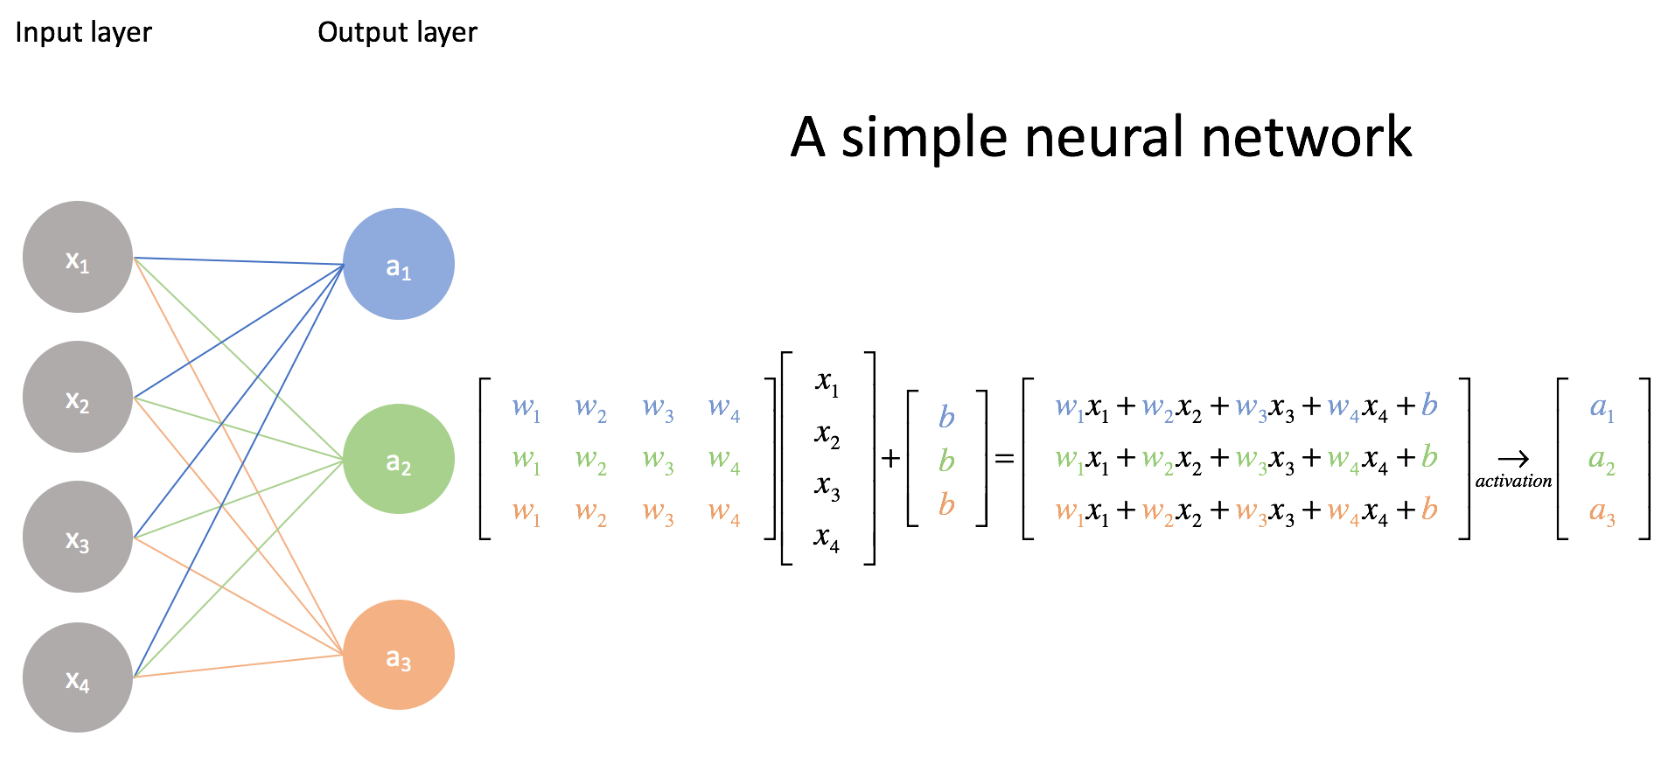 Input layer
Output layer
A simple neural network
x₁
x₂
x₃
x₄
a₁
a₂
a₃
w₁ w₂ w₃ w₄
w₁ w₂ w₃ w₄
w₁ w₂ w₃ w₄
x₁
x₂
x₃
x₄
+
b
b
b
=
w₁x₁ + w₂x₂ + w₃x₃ + w₄x₄ + b
w₁x₁ + w₂x₂ + w₃x₃ + w₄x₄ + b
w₁x₁ + w₂x₂ + w₃x₃ + w₄x₄ + b
→
activation
a₁
a₂
a₃